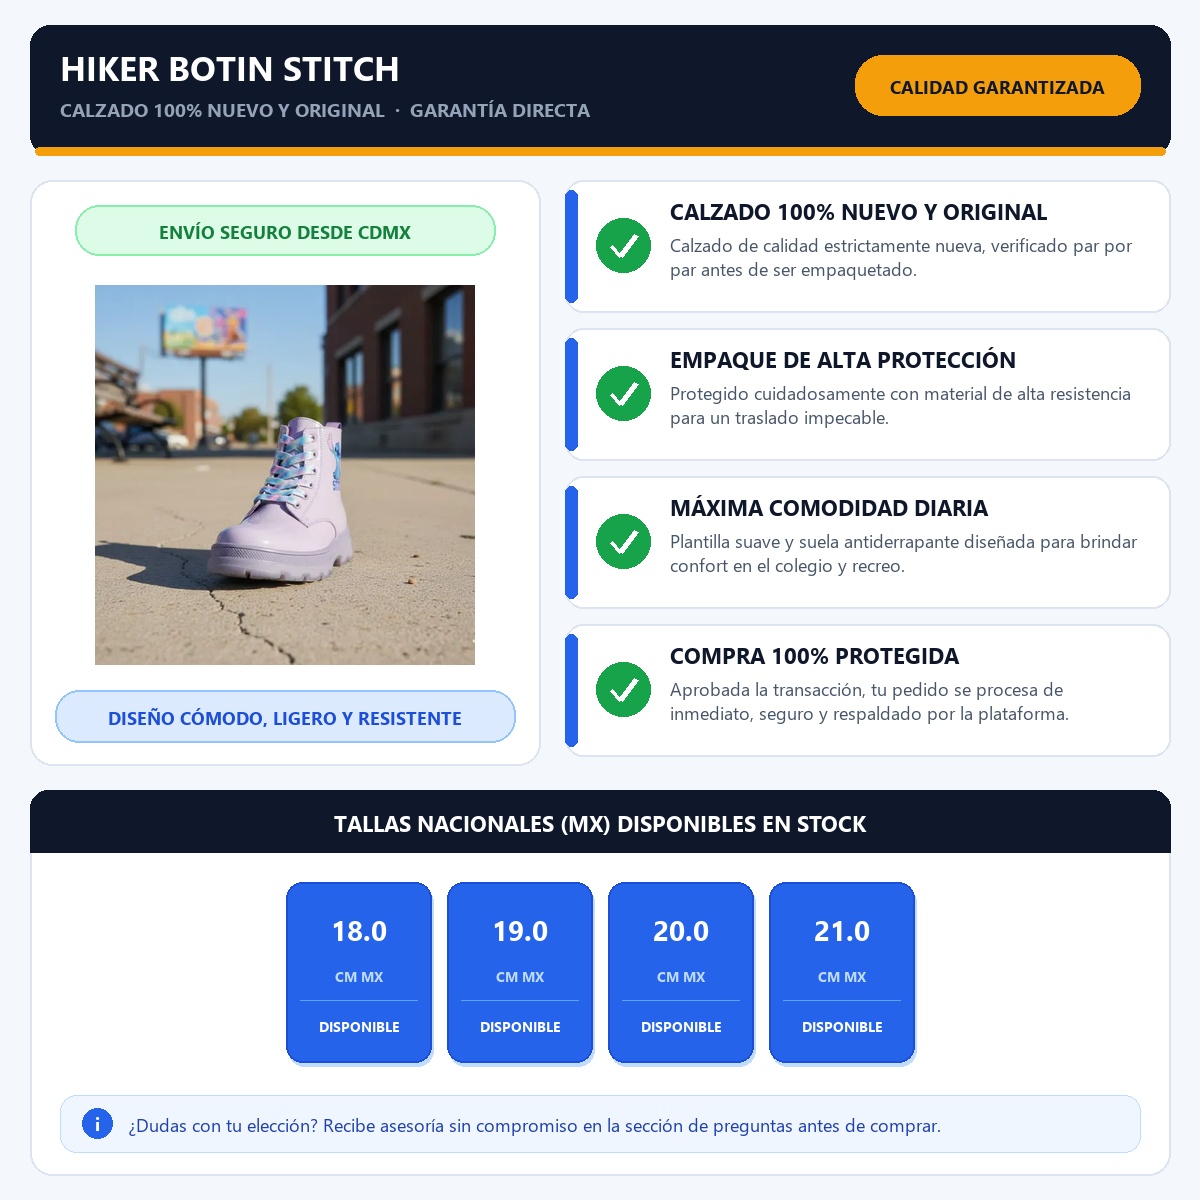 HIKER BOTIN STITCH
CALZADO 100% NUEVO Y ORIGINAL · GARANTÍA DIRECTA
CALIDAD GARANTIZADA
ENVÍO SEGURO DESDE CDMX
DISEÑO CÓMODO, LIGERO Y RESISTENTE
CALZADO 100% NUEVO Y ORIGINAL
Calzado de calidad estrictamente nueva, verificado par por
par antes de ser empaquetado.
EMPAQUE DE ALTA PROTECCIÓN
Protegido cuidadosamente con material de alta resistencia
para un traslado impecable.
MÁXIMA COMODIDAD DIARIA
Plantilla suave y suela antiderrapante diseñada para brindar
confort en el colegio y recreo.
COMPRA 100% PROTEGIDA
Aprobada la transacción, tu pedido se procesa de
inmediato, seguro y respaldado por la plataforma.
TALLAS NACIONALES (MX) DISPONIBLES EN STOCK
18.0
CM MX
DISPONIBLE
19.0
CM MX
DISPONIBLE
20.0
CM MX
DISPONIBLE
21.0
CM MX
DISPONIBLE
¿Dudas con tu elección? Recibe asesoría sin compromiso en la sección de preguntas antes de comprar.